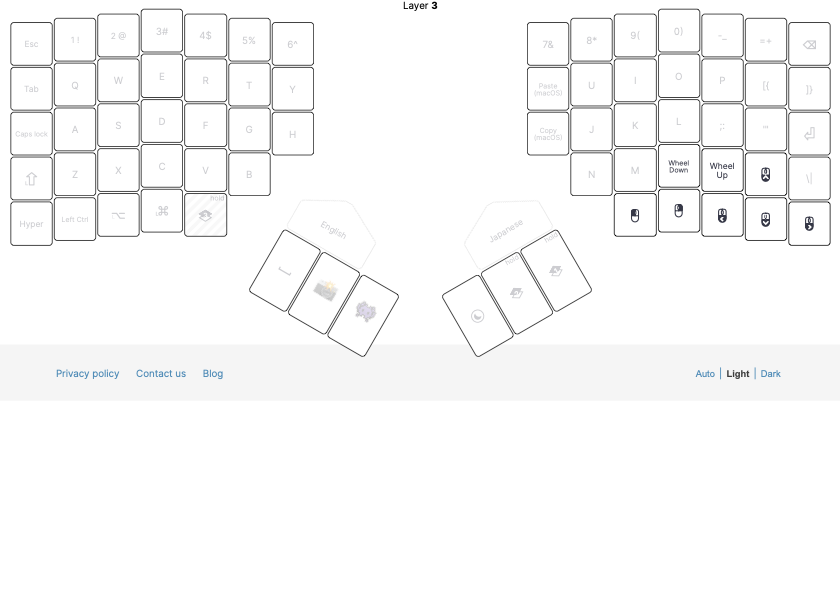 Layer 3
Esc
1 !
2 @
3#
4$
5%
6^
7&
8*
9(
0)
-_
=+
Tab
Q
W
E
R
T
Y
Paste
(macOS)
U
I
O
P
[{
]}
Caps lock
A
S
D
F
G
H
Copy
(macOS)
J
K
L
;:
'"
Z
X
C
V
B
N
M
Wheel
Down
Wheel
Up
\|
Hyper
Left Ctrl
hold
English
Japanese
hold
hold
Privacy policy
Contact us
Blog
Auto | Light | Dark